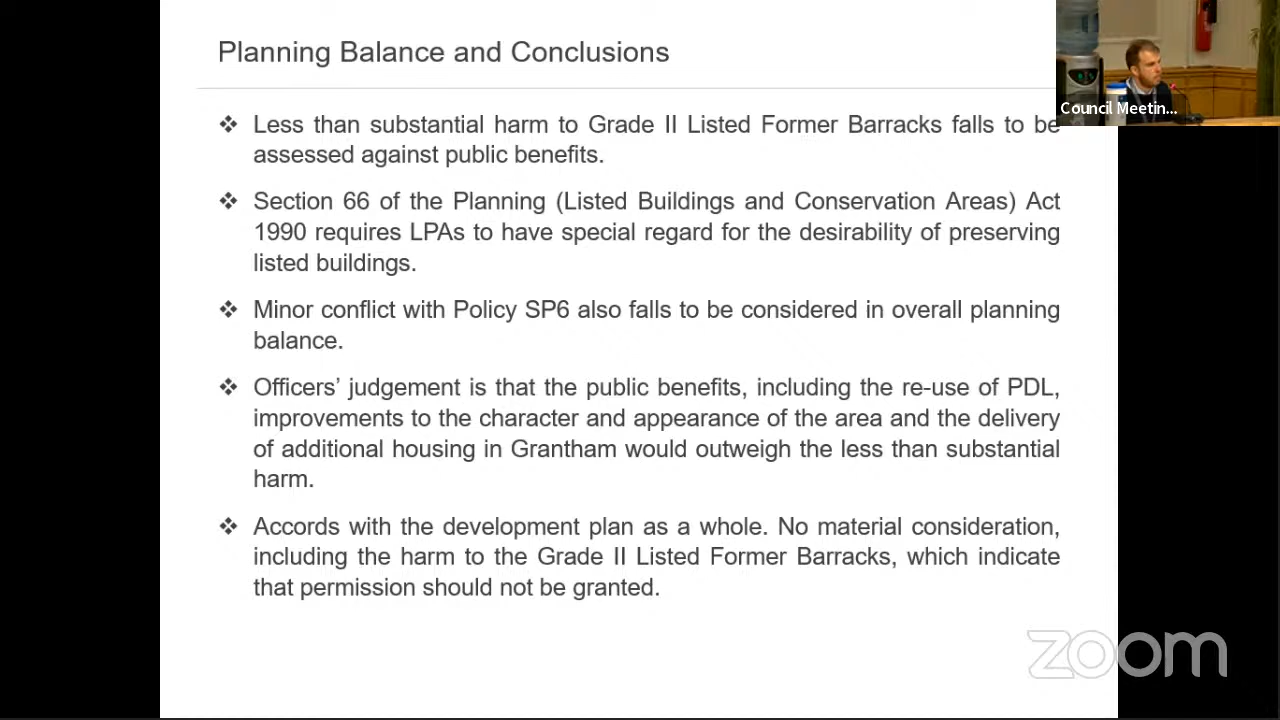 Planning Balance and Conclusions
Council Meetin...
❖ Less than substantial harm to Grade II Listed Former Barracks falls to be
assessed against public benefits.
❖ Section 66 of the Planning (Listed Buildings and Conservation Areas) Act
1990 requires LPAs to have special regard for the desirability of preserving
listed buildings.
❖ Minor conflict with Policy SP6 also falls to be considered in overall planning
balance.
❖ Officers' judgement is that the public benefits, including the re-use of PDL,
improvements to the character and appearance of the area and the delivery
of additional housing in Grantham would outweigh the less than substantial
harm.
❖ Accords with the development plan as a whole. No material consideration,
including the harm to the Grade II Listed Former Barracks, which indicate
that permission should not be granted.
zoom